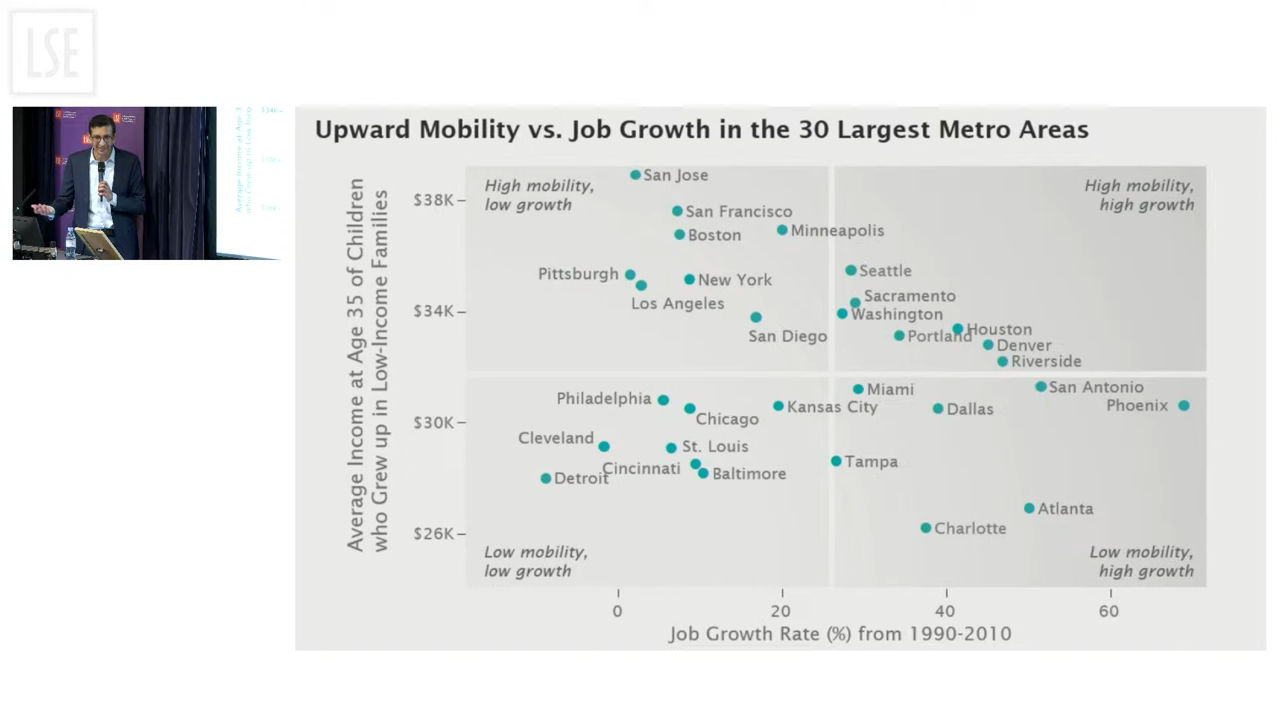 LSE
Upward Mobility vs. Job Growth in the 30 Largest Metro Areas
Average Income at Age 35 of Children
who Grew up in Low-Income Families
$38K
$34K
$30K
$26K
High mobility,
low growth
High mobility,
high growth
San Jose
San Francisco
Boston
Minneapolis
Pittsburgh
New York
Los Angeles
San Diego
Seattle
Sacramento
Washington
Portland
Houston
Denver
Riverside
Philadelphia
Chicago
Kansas City
Miami
San Antonio
Dallas
Phoenix
Cleveland
St. Louis
Cincinnati
Baltimore
Detroit
Tampa
Atlanta
Charlotte
Low mobility,
low growth
Low mobility,
high growth
0
20
40
60
Job Growth Rate (%) from 1990-2010